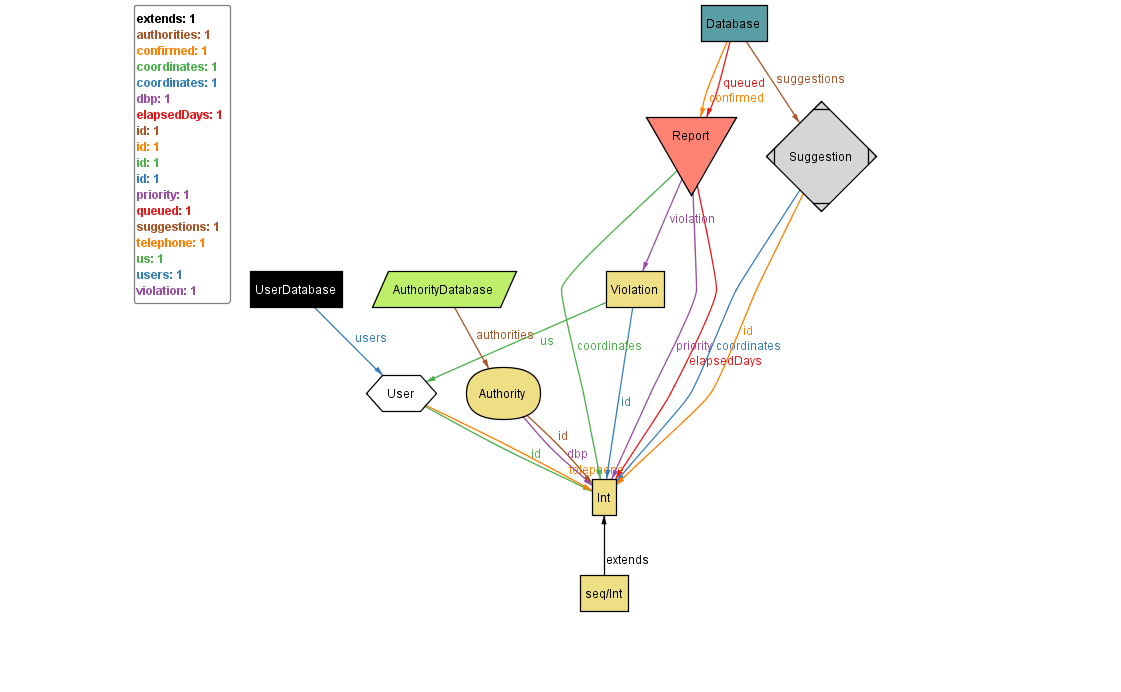 extends: 1
authorities: 1
confirmed: 1
coordinates: 1
coordinates: 1
dbp: 1
elapsedDays: 1
id: 1
id: 1
id: 1
id: 1
priority: 1
queued: 1
suggestions: 1
telephone: 1
us: 1
users: 1
violation: 1
Database
queued
suggestions
confirmed
Report
Suggestion
violation
UserDatabase
AuthorityDatabase
Violation
users
authorities
us
coordinates
id
priority
coordinates
elapsedDays
User
Authority
id
id
id
dbp
telephone
Int
extends
seq/Int